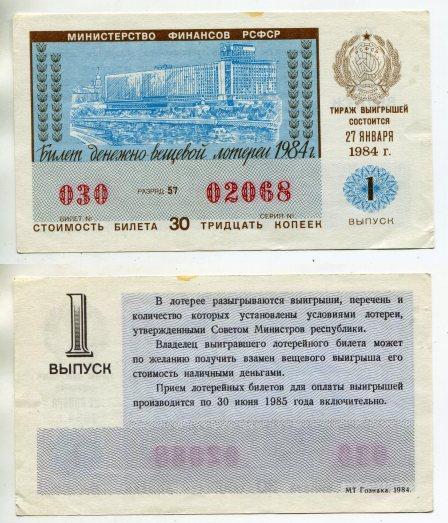 МИНИСТЕРСТВО ФИНАНСОВ РСФСР
РСФСР
ТИРАЖ ВЫИГРЫШЕЙ
СОСТОИТСЯ
27 ЯНВАРЯ
1984 г.
билет денежно-вещевой лотереи 1984 г.
030 РАЗРЯД 57 02068
БИЛЕТ № СЕРИЯ №
1
ВЫПУСК
СТОИМОСТЬ БИЛЕТА 30 ТРИДЦАТЬ КОПЕЕК
1
ВЫПУСК
В лотерее разыгрываются выигрыши, перечень и
количество которых установлены условиями лотереи,
утвержденными Советом Министров республики.
Владелец выигравшего лотерейного билета может
по желанию получить взамен вещевого выигрыша его
стоимость наличными деньгами.
Прием лотерейных билетов для оплаты выигрышей
производится по 30 июня 1985 года включительно.
МТ Гознака. 1984.